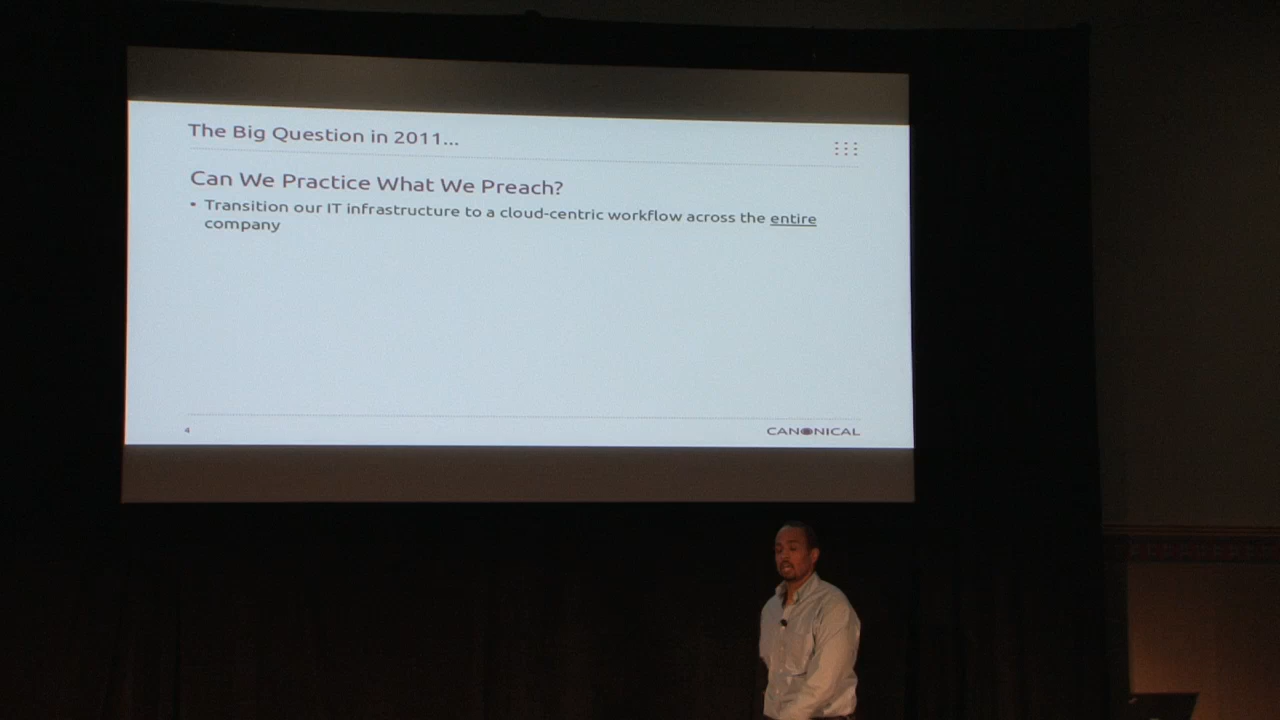 The Big Question in 2011...
Can We Practice What We Preach?
• Transition our IT infrastructure to a cloud-centric workflow across the entire
company
4
CANONICAL